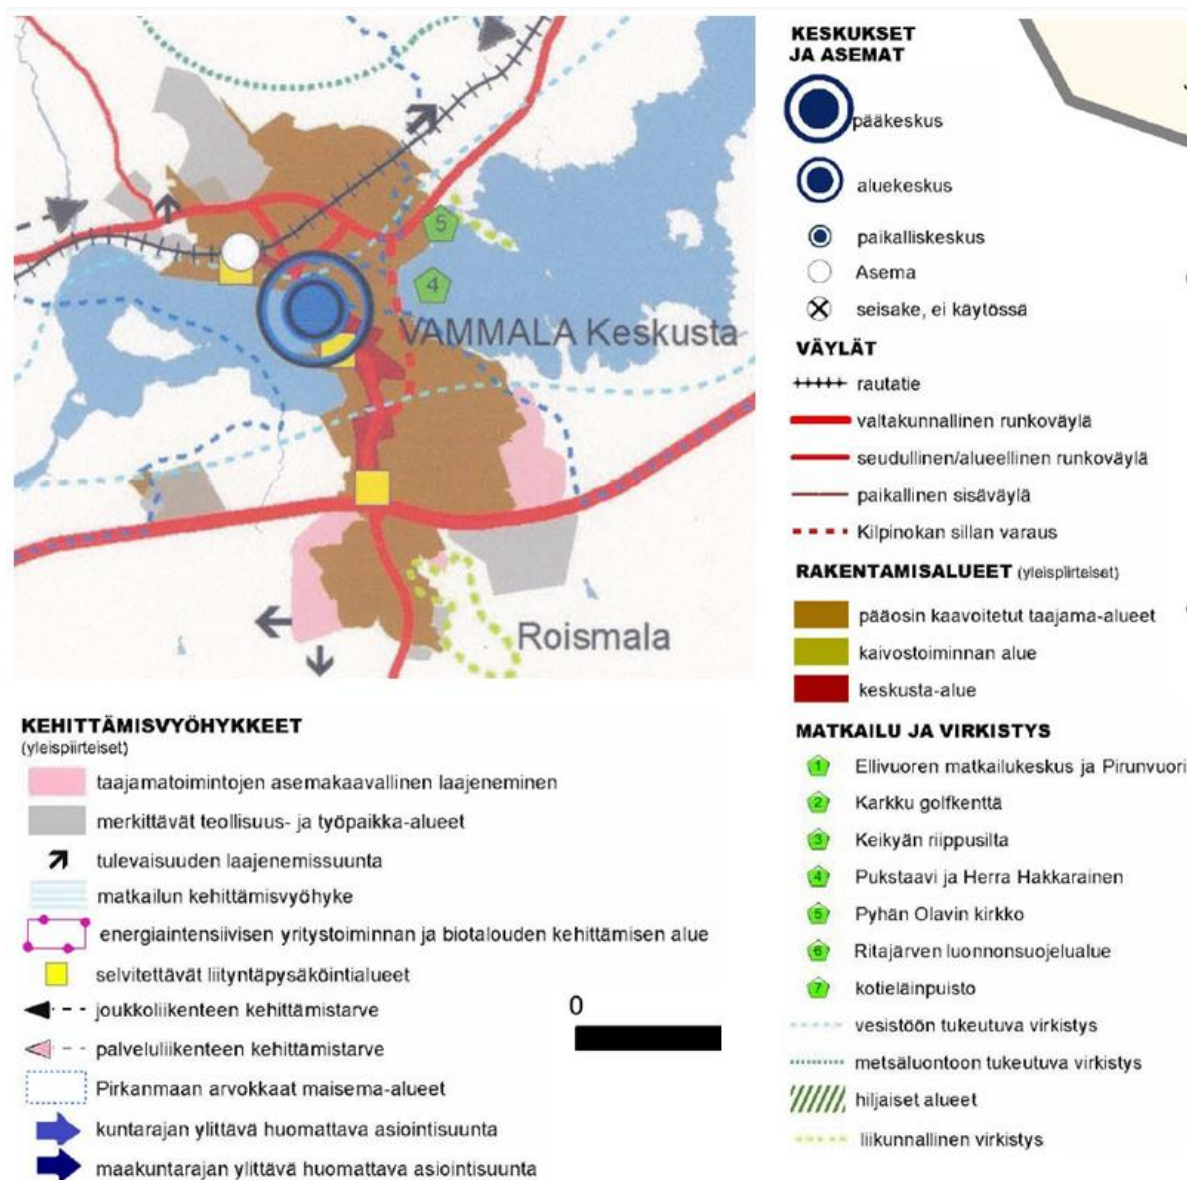 5
4
VAMMALA Keskusta
Roismala
KESKUKSET
JA ASEMAT
pääkeskus
aluekeskus
paikalliskeskus
Asema
seisake, ei käytössä
VÄYLÄT
rautatie
valtakunnallinen runkoväylä
seudullinen/alueellinen runkoväylä
paikallinen sisäväylä
Kilpinokan sillan varaus
RAKENTAMISALUEET (yleispiirteiset)
pääosin kaavoitetut taajama-alueet
kaivostoiminnan alue
keskusta-alue
KEHITTÄMISVYÖHYKKEET
(yleispiirteiset)
taajamatoimintojen asemakaavallinen laajeneminen
merkittävät teollisuus- ja työpaikka-alueet
tulevaisuuden laajenemissuunta
matkailun kehittämisvyöhyke
energiaintensiivisen yritystoiminnan ja biotalouden kehittämisen alue
selvitettävät liityntäpysäköintialueet
joukkoliikenteen kehittämistarve
palveluliikenteen kehittämistarve
Pirkanmaan arvokkaat maisema-alueet
kuntarajan ylittävä huomattava asiointisuunta
maakuntarajan ylittävä huomattava asiointisuunta
0
MATKAILU JA VIRKISTYS
1 Ellivuoren matkailukeskus ja Pirunvuori
2 Karkku golfkenttä
3 Keikyän riippusilta
4 Pukstaavi ja Herra Hakkarainen
5 Pyhän Olavin kirkko
6 Ritajärven luonnonsuojelualue
7 kotieläinpuisto
vesistöön tukeutuva virkistys
metsäluontoon tukeutuva virkistys
hiljaiset alueet
liikunnallinen virkistys